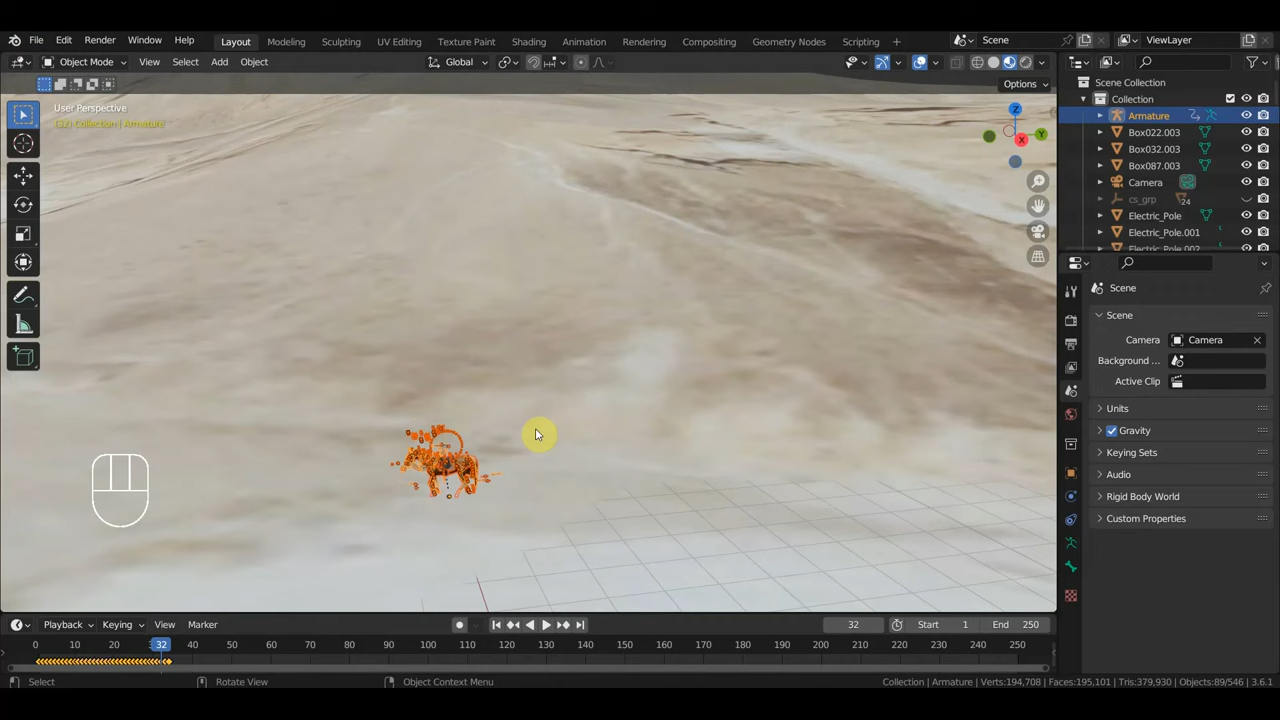 File Edit Render Window Help Layout Modeling Sculpting UV Editing Texture Paint Shading Animation Rendering Compositing Geometry Nodes Scripting + Scene ViewLayer
Object Mode View Select Add Object Global
Options
User Perspective
(32) Collection | Armature
Z
Y
X
Scene Collection
Collection
Armature
Box022.003
Box032.003
Box087.003
Camera
cs_grp 24
Electric_Pole
Electric_Pole.001
Electric_Pole.002
Scene
Scene
Camera Camera
Background ...
Active Clip
Units
Gravity
Keying Sets
Audio
Rigid Body World
Custom Properties
Playback Keying View Marker 32 Start 1 End 250
0 10 20 32 40 50 60 70 80 90 100 110 120 130 140 150 160 170 180 190 200 210 220 230 240 250
Select Rotate View Object Context Menu Collection | Armature | Verts:194,708 | Faces:195,101 | Tris:379,930 | Objects:89/546 | 3.6.1